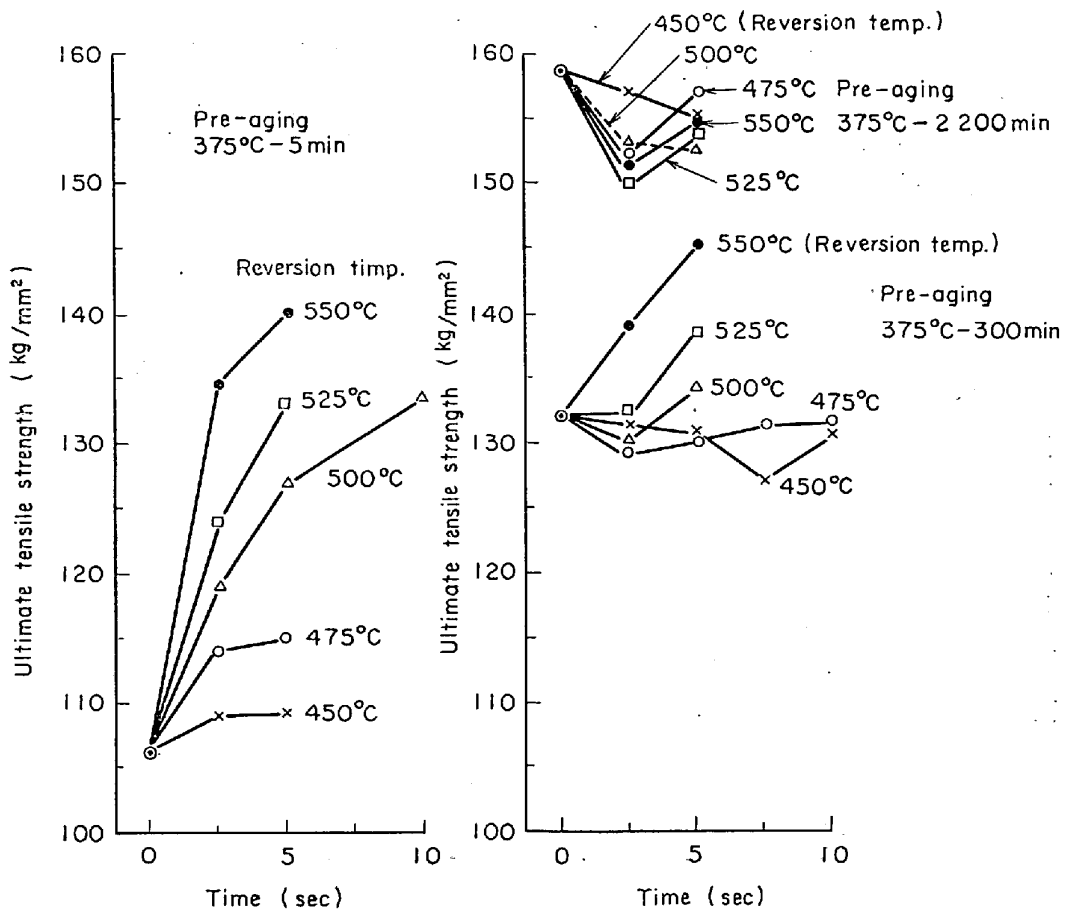 160
150
140
130
120
110
100
Ultimate tensile strength (kg/mm²)
Pre-aging
375°C-5min
Reversion timp.
550°C
525°C
500°C
475°C
450°C
0 5 10
Time (sec)
160
150
140
130
120
110
100
Ultimate tensile strength (kg/mm²)
450°C (Reversion temp.)
500°C
475°C Pre-aging
550°C 375°C-2200min
525°C
550°C (Reversion temp.)
Pre-aging
375°C-300min
525°C
500°C
475°C
450°C
0 5 10
Time (sec)